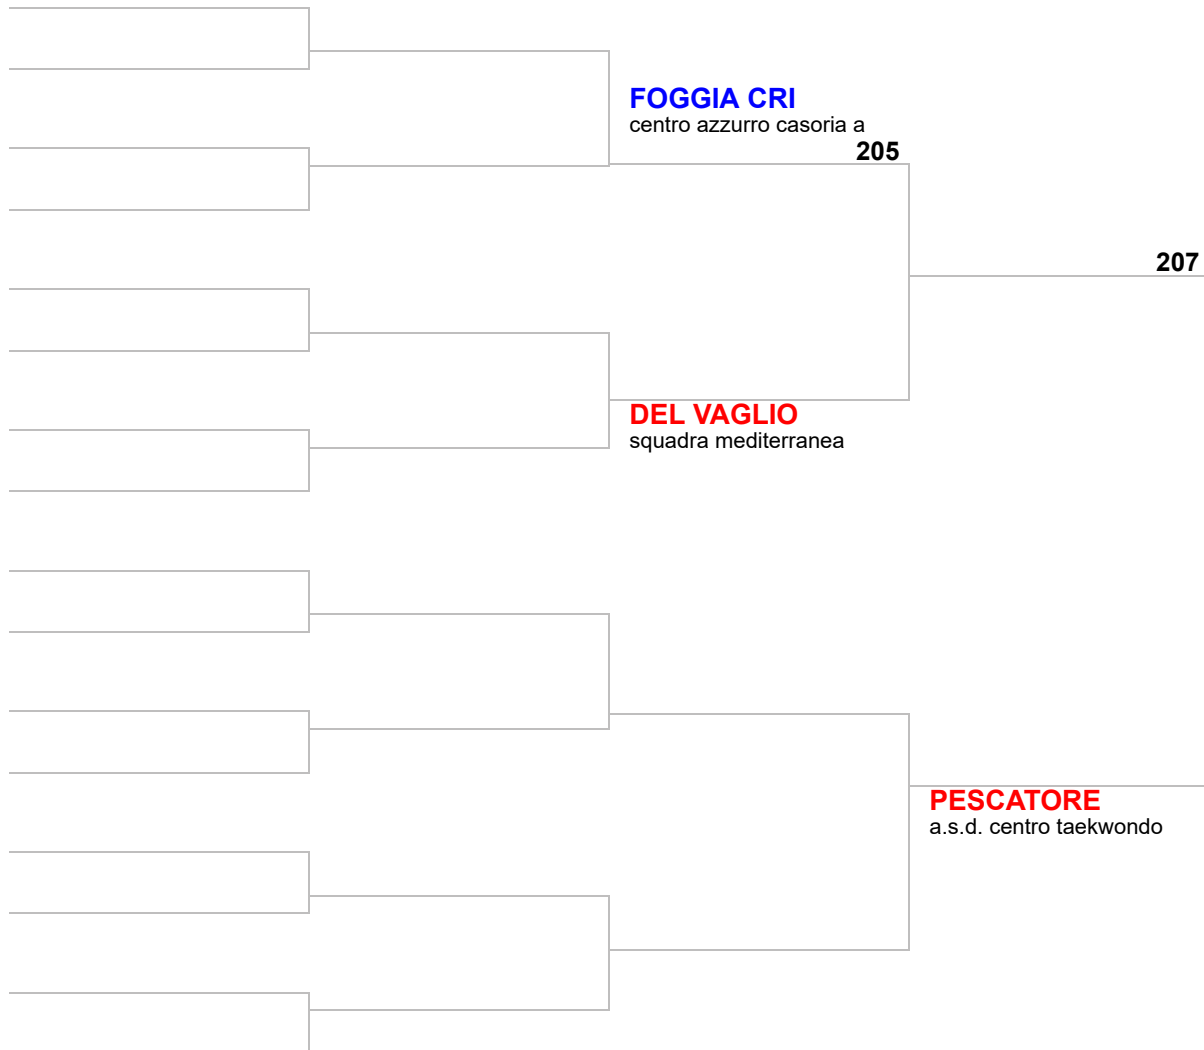 FOGGIA CRI
centro azzurro casoria a
205
207
DEL VAGLIO
squadra mediterranea
PESCATORE
a.s.d. centro taekwondo